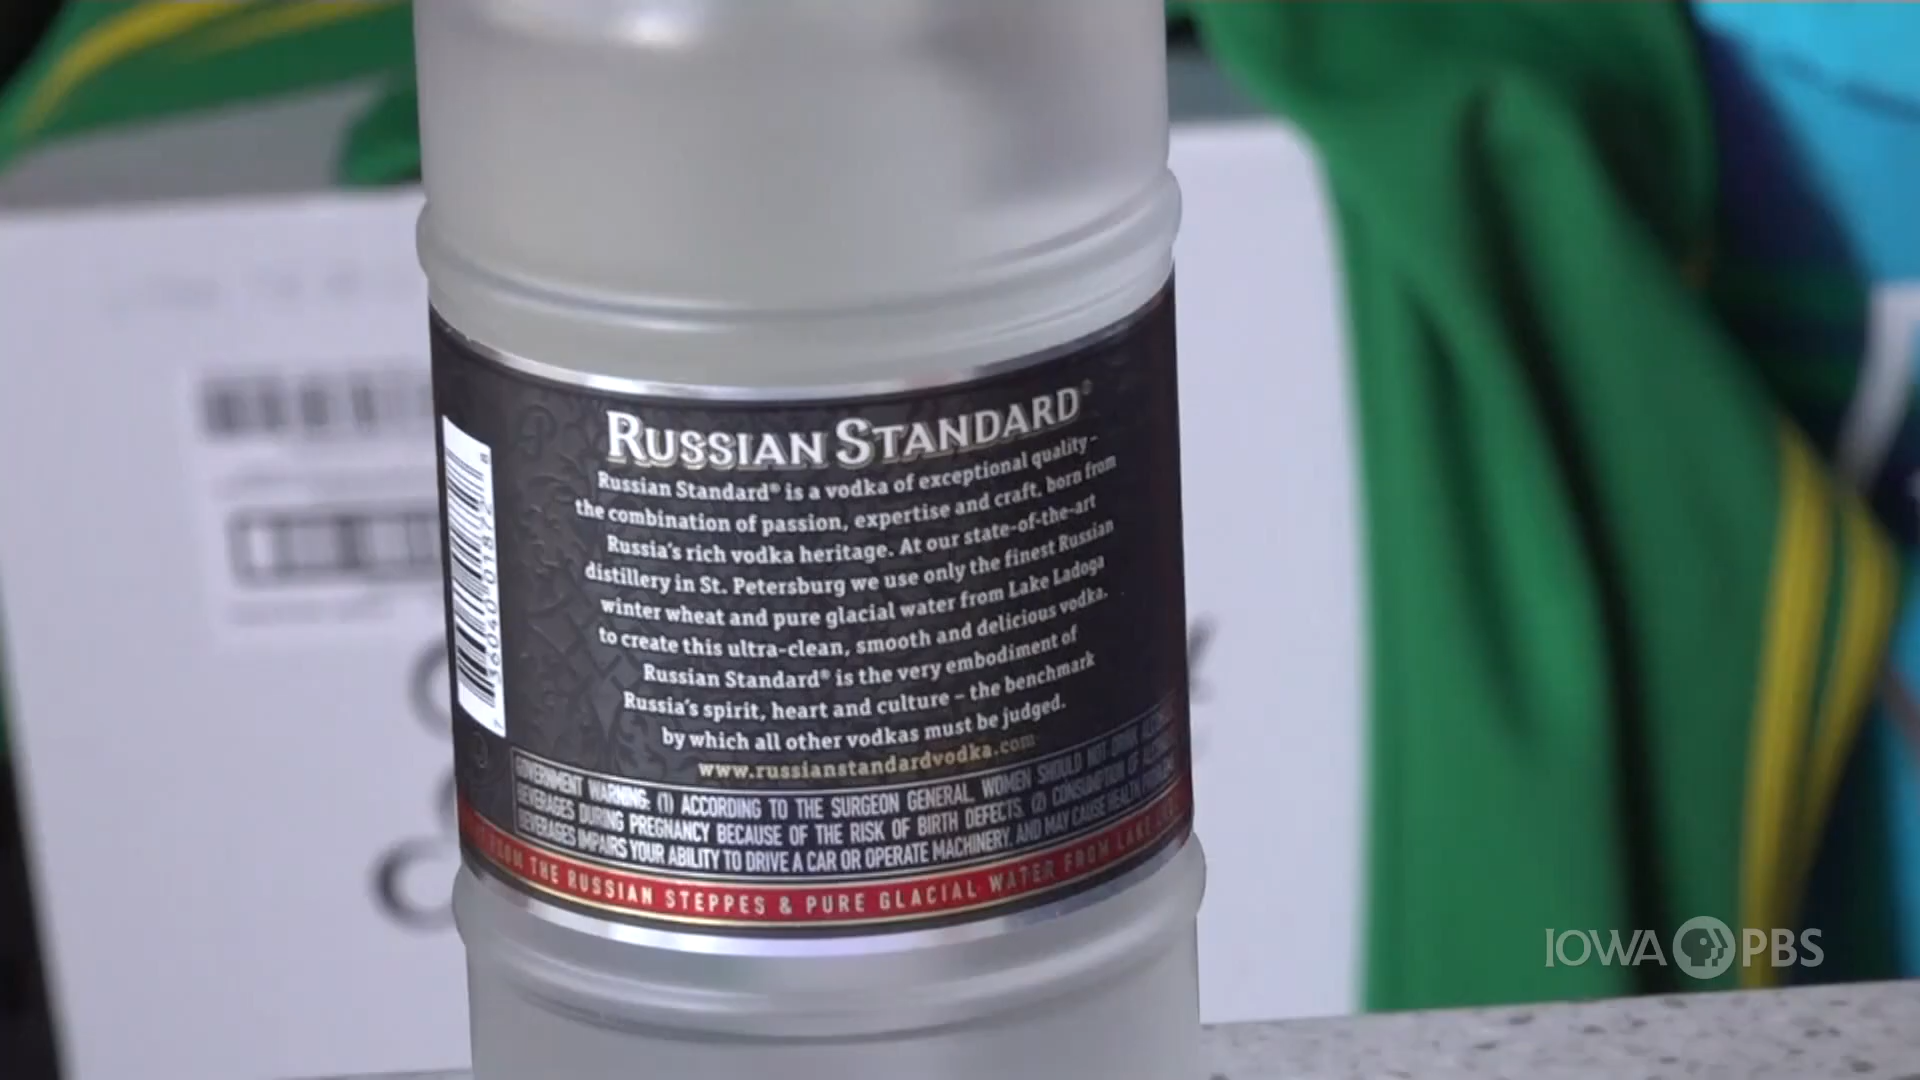 RUSSIAN STANDARD®
Russian Standard® is a vodka of exceptional quality –
the combination of passion, expertise and craft, born from
Russia's rich vodka heritage. At our state-of-the-art
distillery in St. Petersburg we use only the finest Russian
winter wheat and pure glacial water from Lake Ladoga
to create this ultra-clean, smooth and delicious vodka.
Russian Standard® is the very embodiment of
Russia's spirit, heart and culture – the benchmark
by which all other vodkas must be judged.
www.russianstandardvodka.com
GOVERNMENT WARNING: (1) ACCORDING TO THE SURGEON GENERAL, WOMEN SHOULD NOT DRINK ALCOHOLIC
BEVERAGES DURING PREGNANCY BECAUSE OF THE RISK OF BIRTH DEFECTS. (2) CONSUMPTION OF ALCOHOLIC
BEVERAGES IMPAIRS YOUR ABILITY TO DRIVE A CAR OR OPERATE MACHINERY, AND MAY CAUSE HEALTH PROBLEMS.
FROM THE RUSSIAN STEPPES & PURE GLACIAL WATER FROM LAKE
IOWA PBS